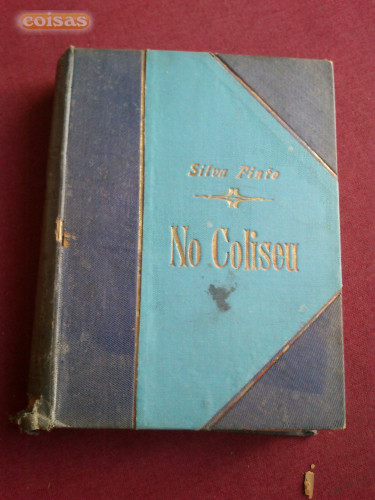 coisas
Silva Pinto
No Coliseu